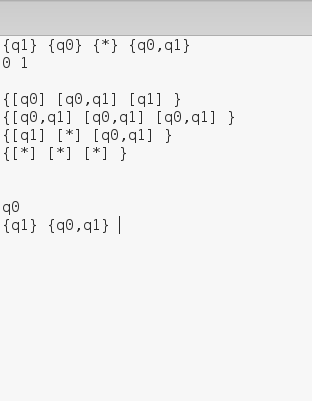 {q1} {q0} {*} {q0,q1}
0 1
{[q0] [q0,q1] [q1] }
{[q0,q1] [q0,q1] [q0,q1] }
{[q1] [*] [q0,q1] }
{[*] [*] [*] }
q0
{q1} {q0,q1}